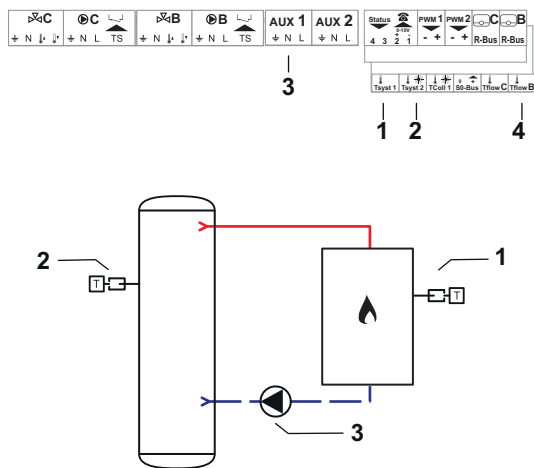 C B C B AUX 1 AUX 2
N N L TS N N L TS N L N L
Status 0-10V PWM 1 PWM 2 C B
4 3 2 1 - + - + R-Bus R-Bus
Tsyst 1 Tsyst 2 TColl 1 S0-Bus Tflow C Tflow B
3
1 2 4
2 T
1 T
3